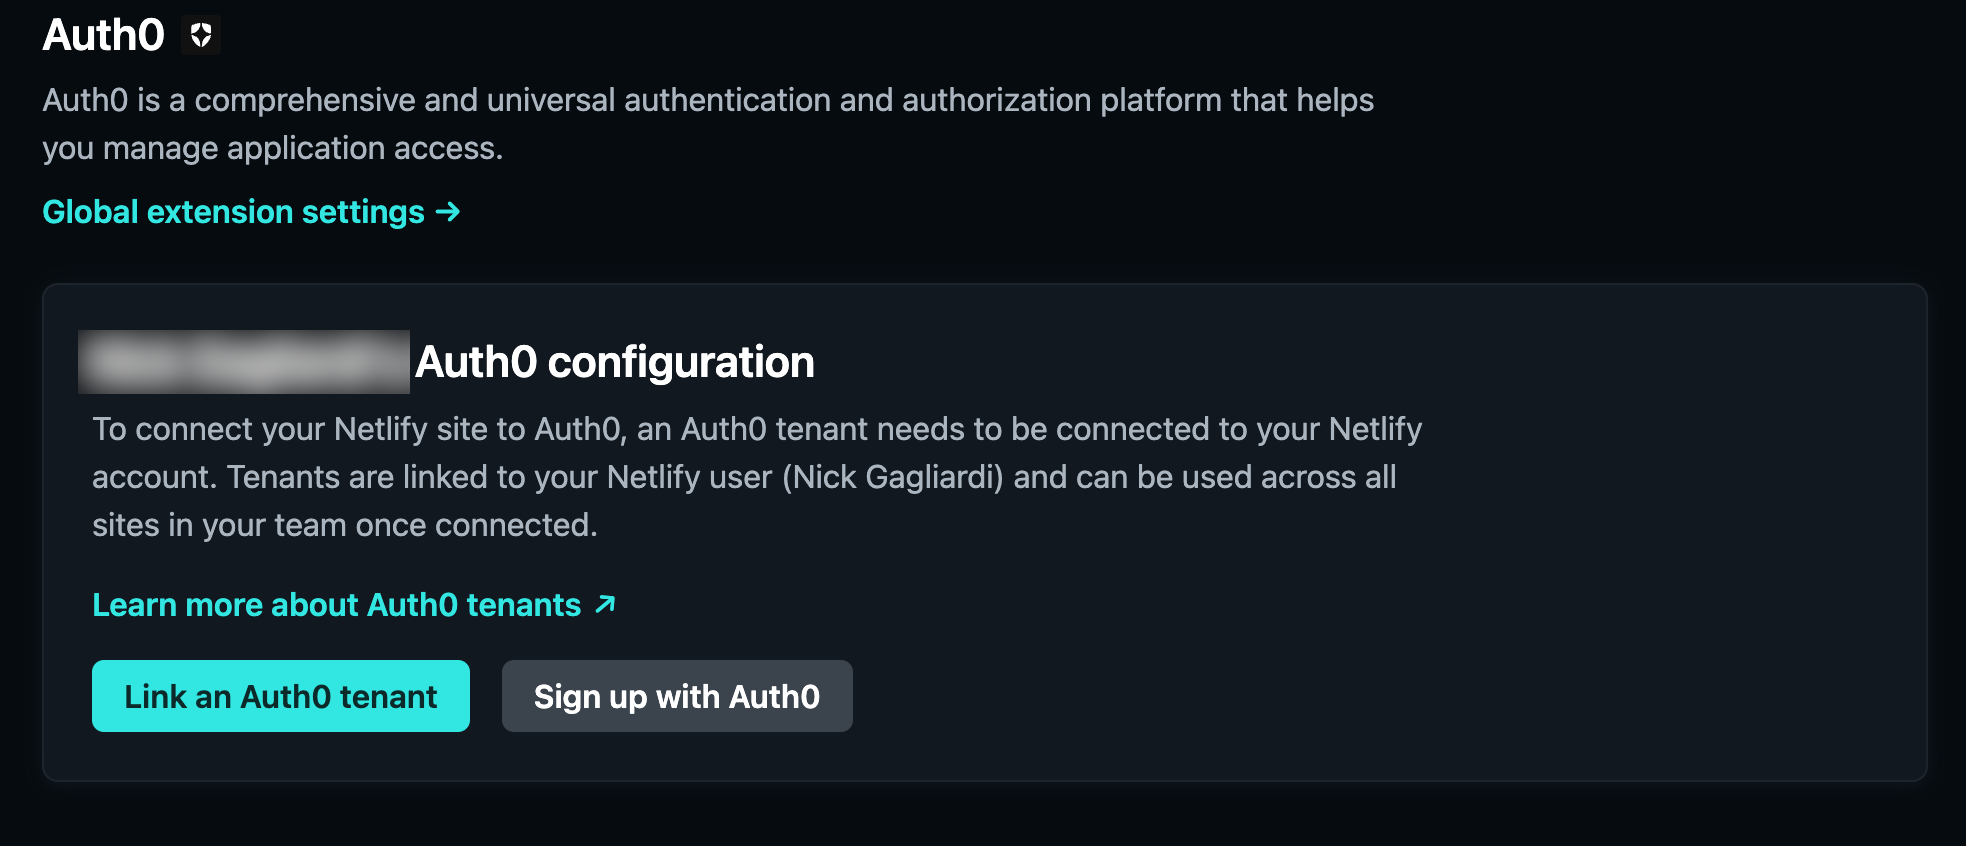 Auth0
Auth0 is a comprehensive and universal authentication and authorization platform that helps
you manage application access.
Global extension settings →
Auth0 configuration
To connect your Netlify site to Auth0, an Auth0 tenant needs to be connected to your Netlify
account. Tenants are linked to your Netlify user (Nick Gagliardi) and can be used across all
sites in your team once connected.
Learn more about Auth0 tenants ↗
Link an Auth0 tenant
Sign up with Auth0